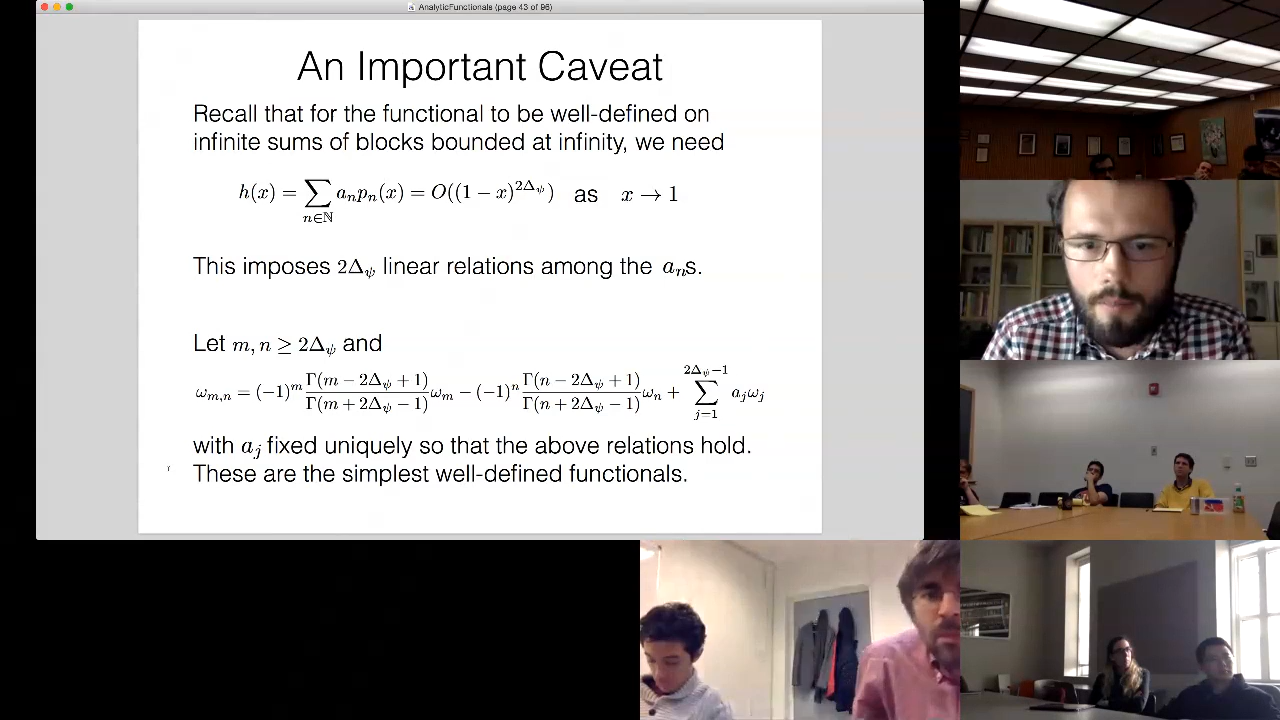 AnalyticFunctionals (page 43 of 96)
An Important Caveat
Recall that for the functional to be well-defined on
infinite sums of blocks bounded at infinity, we need
h(x) = ∑_{n∈ℕ} a_n p_n(x) = O((1 − x)^{2Δ_ψ}) as x → 1
This imposes 2Δ_ψ linear relations among the a_n s.
Let m, n ≥ 2Δ_ψ and
ω_{m,n} = (−1)^m Γ(m − 2Δ_ψ + 1)/Γ(m + 2Δ_ψ − 1) ω_m − (−1)^n Γ(n − 2Δ_ψ + 1)/Γ(n + 2Δ_ψ − 1) ω_n + ∑_{j=1}^{2Δ_ψ−1} a_j ω_j
with a_j fixed uniquely so that the above relations hold.
These are the simplest well-defined functionals.